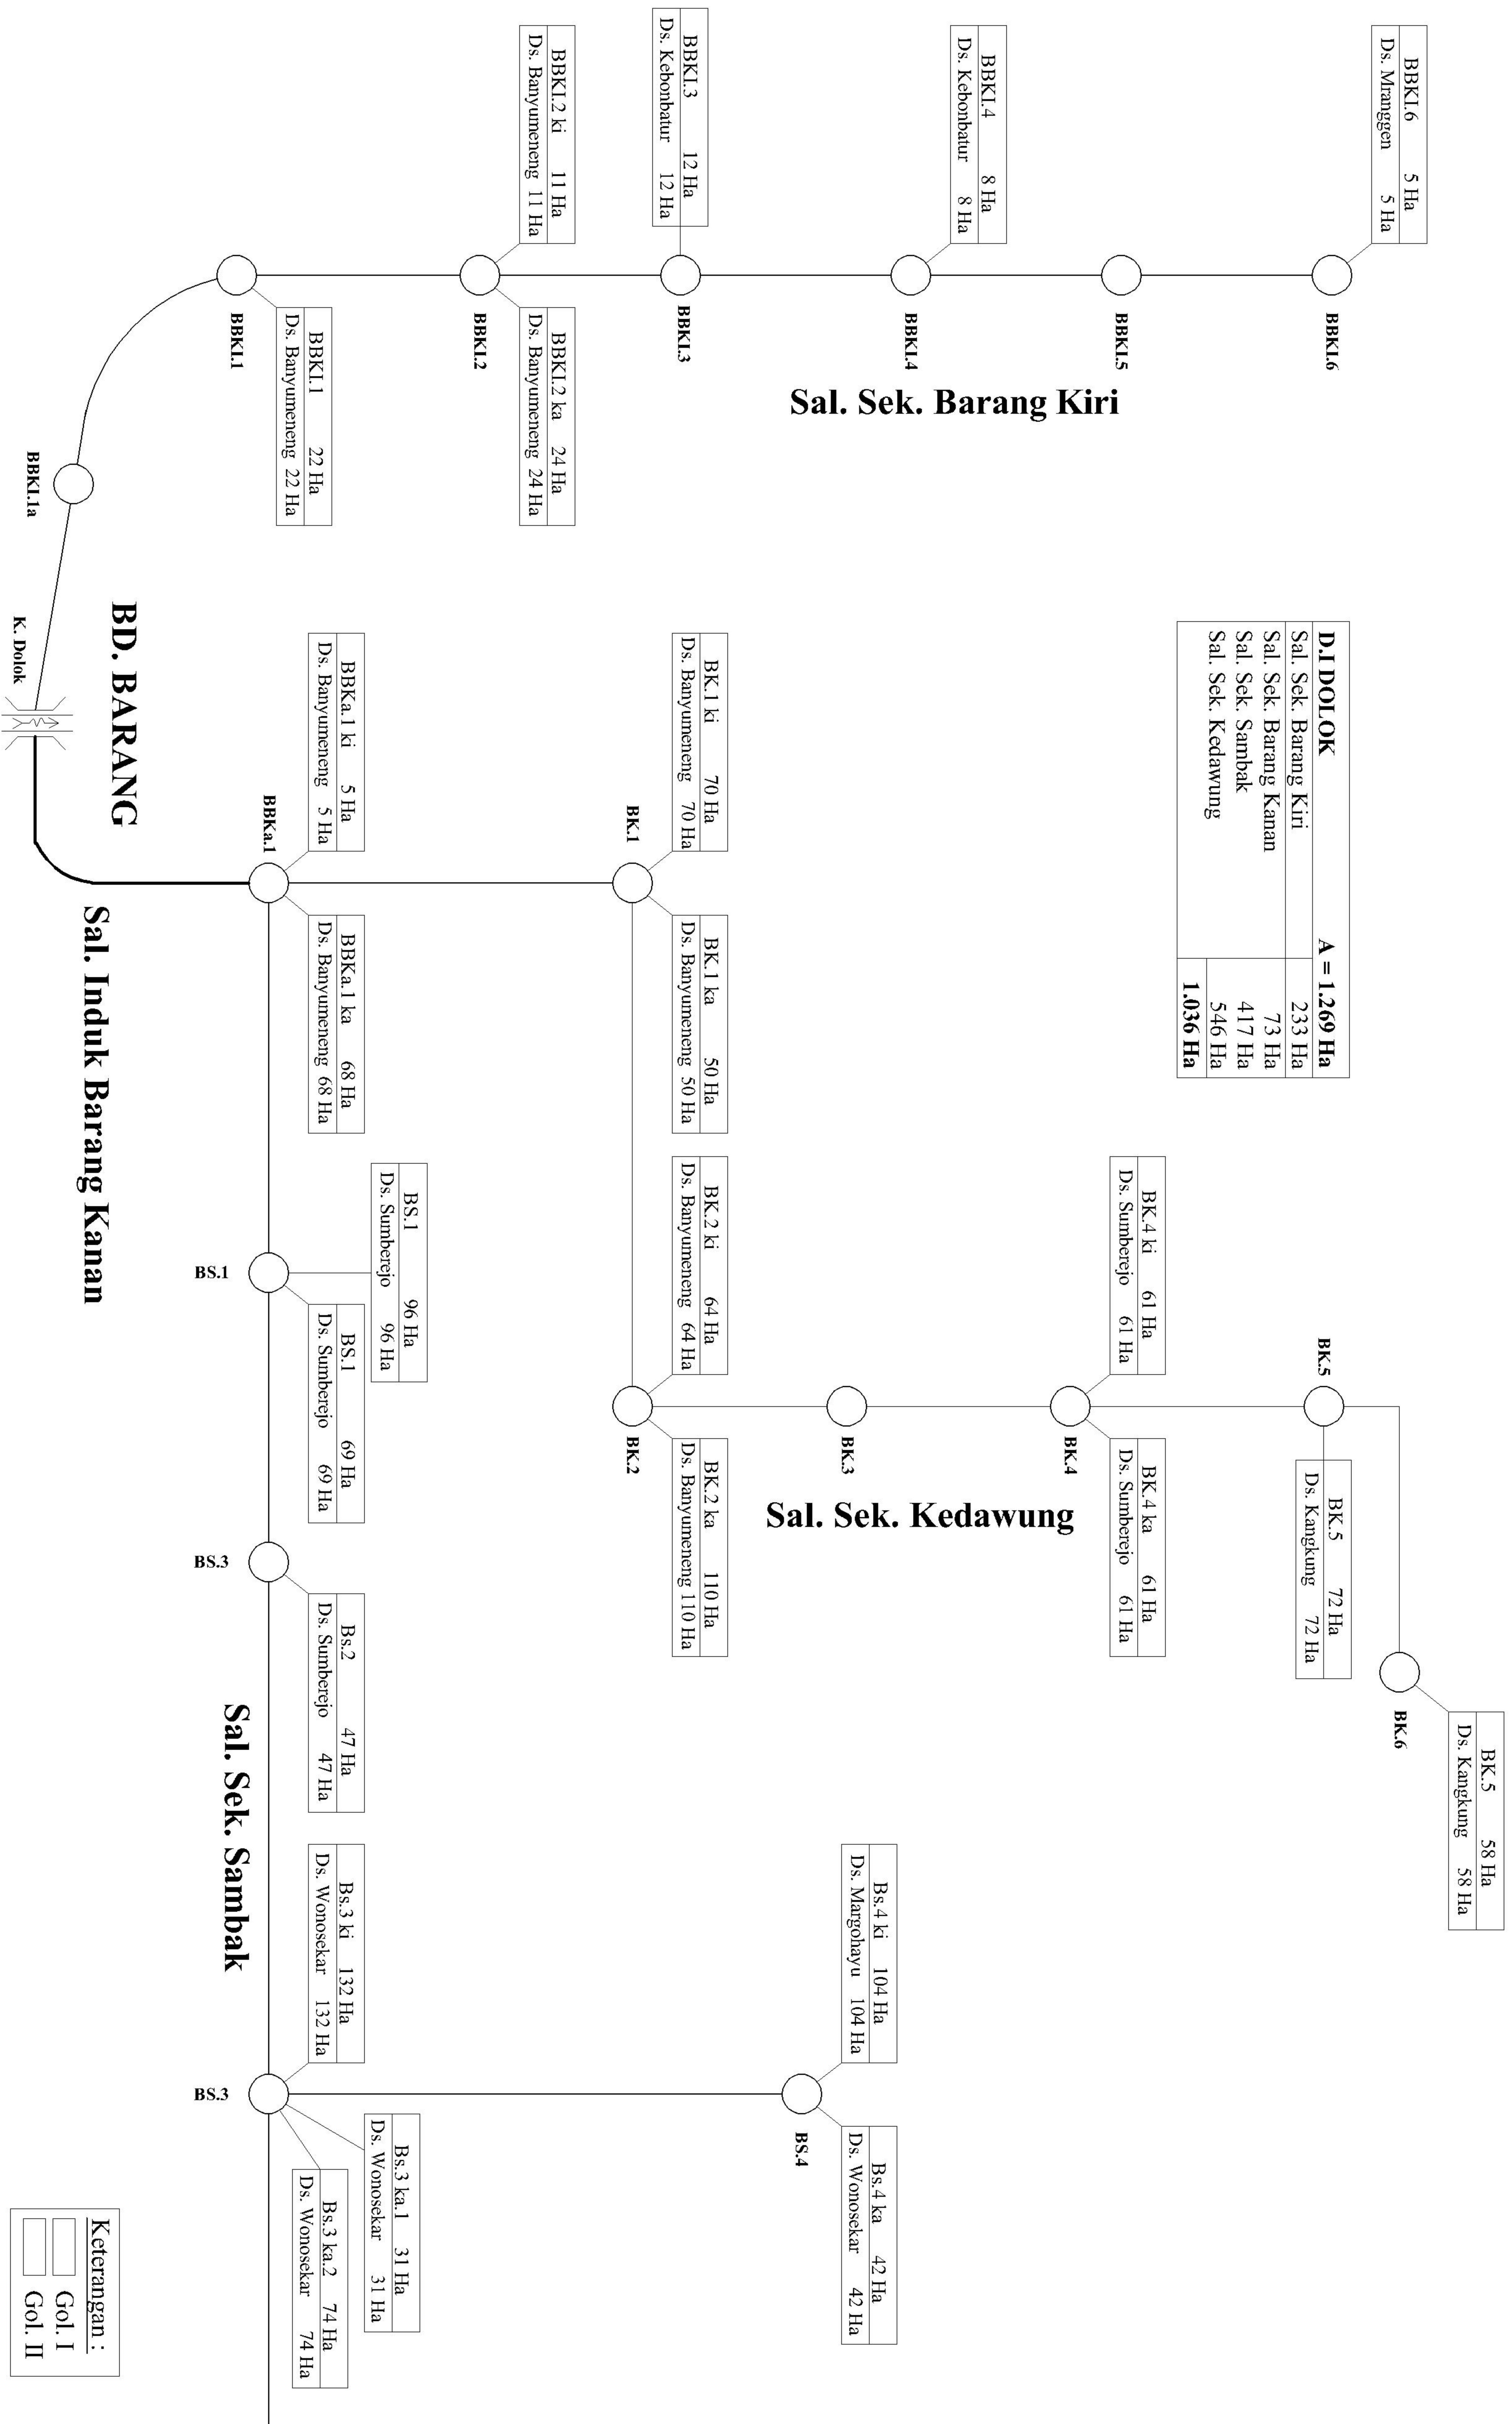 BBKI.6 5 Ha
Ds. Mranggen 5 Ha
BBKI.6
BBKI.5
BBKI.4 8 Ha
Ds. Kebonbatur 8 Ha
BBKI.4
Sal. Sek. Barang Kiri
BBKI.3 12 Ha
Ds. Kebonbatur 12 Ha
BBKI.3
BBKI.2 ki 11 Ha
Ds. Banyumeneng 11 Ha
BBKI.2 ka 24 Ha
Ds. Banyumeneng 24 Ha
BBKI.2
BBKI.1 22 Ha
Ds. Banyumeneng 22 Ha
BBKI.1
BBKI.1a
K. Dolok
BD. BARANG
D.I DOLOK A = 1.269 Ha
Sal. Sek. Barang Kiri 233 Ha
Sal. Sek. Barang Kanan 73 Ha
Sal. Sek. Sambak 417 Ha
Sal. Sek. Kedawung 546 Ha
1.036 Ha
BK.5 58 Ha
Ds. Kangkung 58 Ha
BK.6
BK.5
BK.5 72 Ha
Ds. Kangkung 72 Ha
BK.4 ki 61 Ha
Ds. Sumberejo 61 Ha
BK.4 ka 61 Ha
Ds. Sumberejo 61 Ha
BK.4
Sal. Sek. Kedawung
BK.3
BK.1 ki 70 Ha
Ds. Banyumeneng 70 Ha
BK.1 ka 50 Ha
Ds. Banyumeneng 50 Ha
BK.2 ki 64 Ha
Ds. Banyumeneng 64 Ha
BK.2 ka 110 Ha
Ds. Banyumeneng 110 Ha
BK.1
BK.2
Bs.4 ki 104 Ha
Ds. Margohayu 104 Ha
Bs.4 ka 42 Ha
Ds. Wonosekar 42 Ha
BS.4
BBKa.1 ki 5 Ha
Ds. Banyumeneng 5 Ha
BBKa.1 ka 68 Ha
Ds. Banyumeneng 68 Ha
BBKa.1
BS.1 96 Ha
Ds. Sumberejo 96 Ha
BS.1 69 Ha
Ds. Sumberejo 69 Ha
BS.1
Bs.2 47 Ha
Ds. Sumberejo 47 Ha
BS.3
Bs.3 ki 132 Ha
Ds. Wonosekar 132 Ha
Bs.3 ka.1 31 Ha
Ds. Wonosekar 31 Ha
Bs.3 ka.2 74 Ha
Ds. Wonosekar 74 Ha
BS.3
Sal. Sek. Sambak
Sal. Induk Barang Kanan
Keterangan :
Gol. I
Gol. II